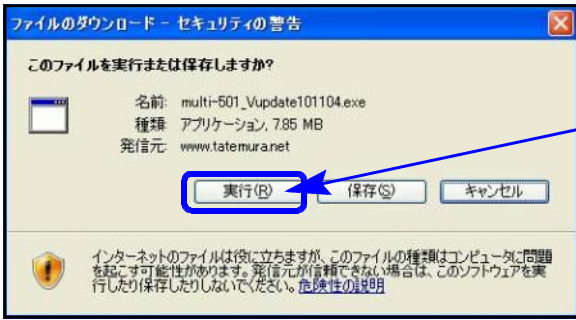 ファイルのダウンロード - セキュリティの警告
このファイルを実行または保存しますか?
名前: multi-501_Vupdate101104.exe
種類: アプリケーション, 7.85 MB
発信元: www.tatemura.net
実行(R) 保存(S) キャンセル
インターネットのファイルは役に立ちますが、このファイルの種類はコンピュータに問題
を起こす可能性があります。発信元が信頼できない場合は、このソフトウェアを実
行したり保存したりしないでください。危険性の説明